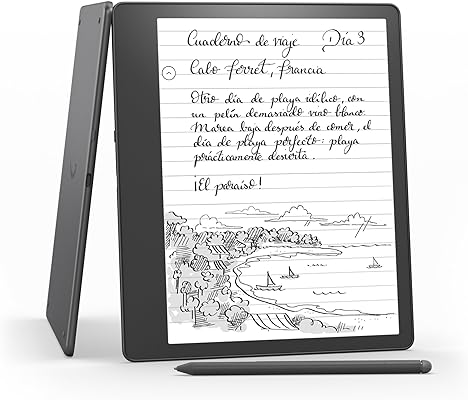 Cuaderno de viaje Día 3
Cabo Ferret, Francia
Otro día de playa idílico, con
un pelín demasiado vino blanco.
Marea baja después de comer, el
día de playa perfecto: playa
prácticamente desierta.
¡El paraíso!